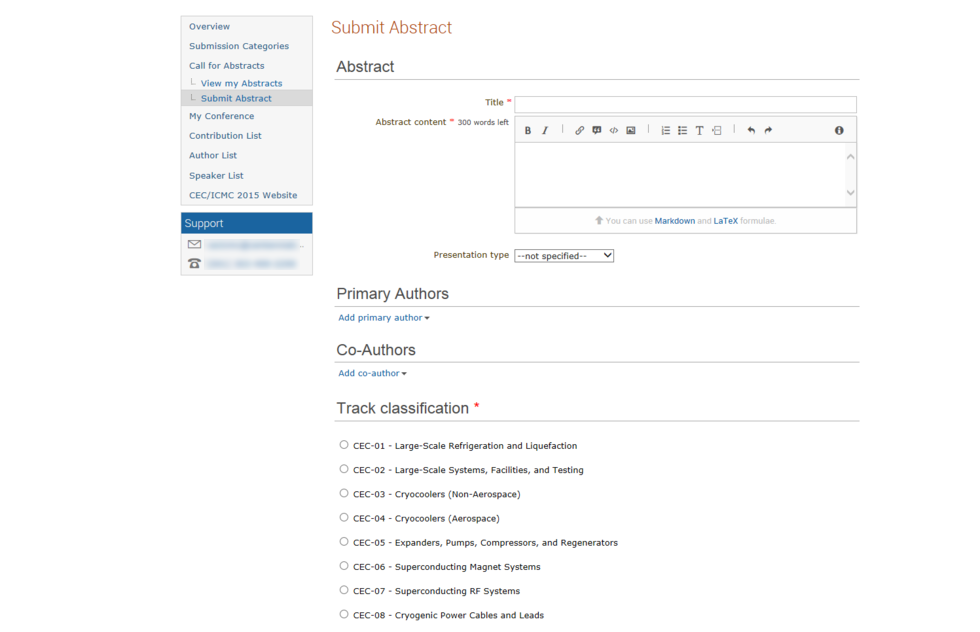 Overview
Submission Categories
Call for Abstracts
View my Abstracts
Submit Abstract
My Conference
Contribution List
Author List
Speaker List
CEC/ICMC 2015 Website
Support
Submit Abstract
Abstract
Title *
Abstract content * 300 words left
You can use Markdown and LaTeX formulae.
Presentation type --not specified--
Primary Authors
Add primary author
Co-Authors
Add co-author
Track classification *
CEC-01 - Large-Scale Refrigeration and Liquefaction
CEC-02 - Large-Scale Systems, Facilities, and Testing
CEC-03 - Cryocoolers (Non-Aerospace)
CEC-04 - Cryocoolers (Aerospace)
CEC-05 - Expanders, Pumps, Compressors, and Regenerators
CEC-06 - Superconducting Magnet Systems
CEC-07 - Superconducting RF Systems
CEC-08 - Cryogenic Power Cables and Leads